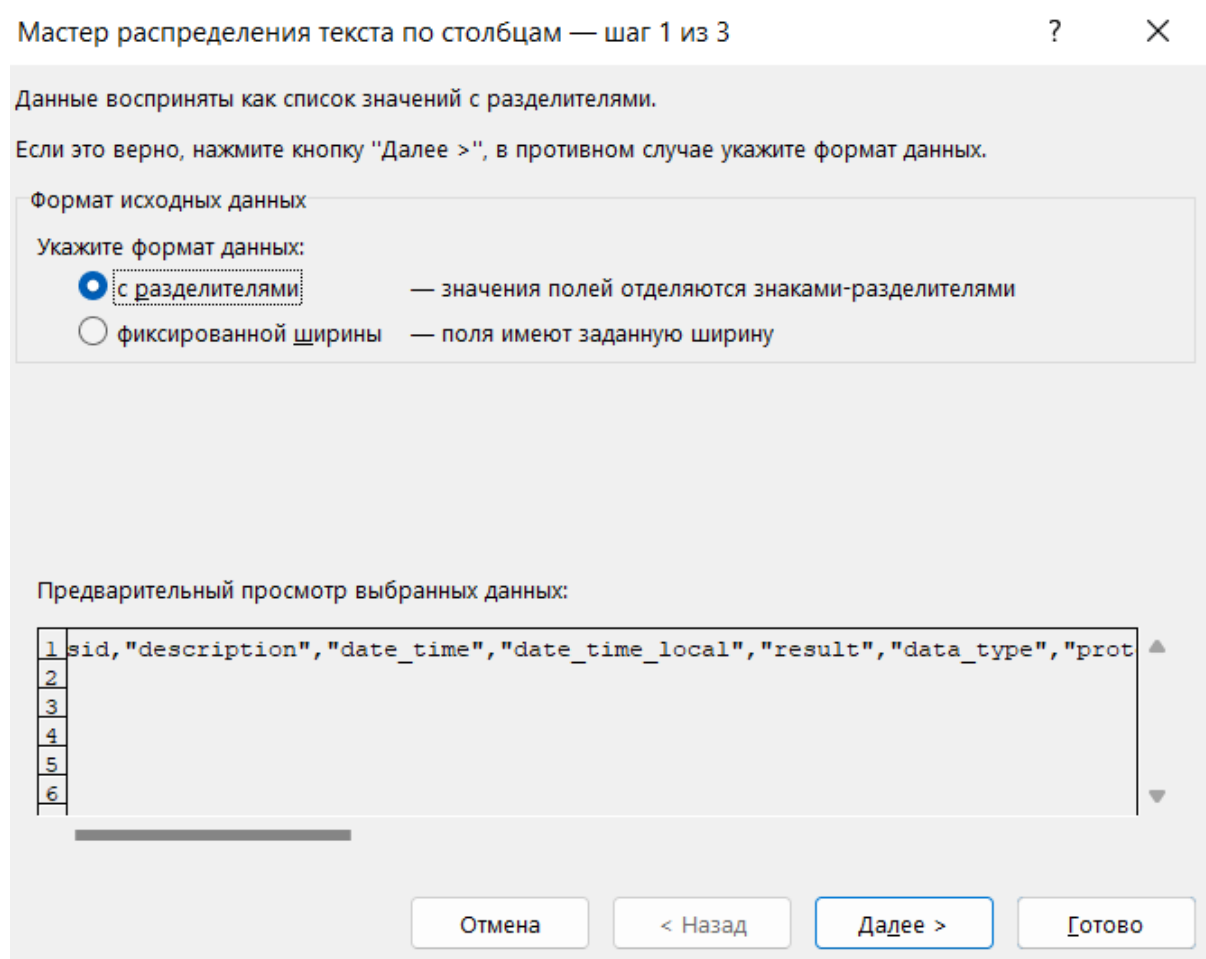 Мастер распределения текста по столбцам — шаг 1 из 3 ?
Данные восприняты как список значений с разделителями.
Если это верно, нажмите кнопку "Далее >", в противном случае укажите формат данных.
Формат исходных данных
Укажите формат данных:
с разделителями — значения полей отделяются знаками-разделителями
фиксированной ширины — поля имеют заданную ширину
Предварительный просмотр выбранных данных:
1 sid,"description","date_time","date_time_local","result","data_type","prot
2
3
4
5
6
Отмена < Назад Далее > Готово